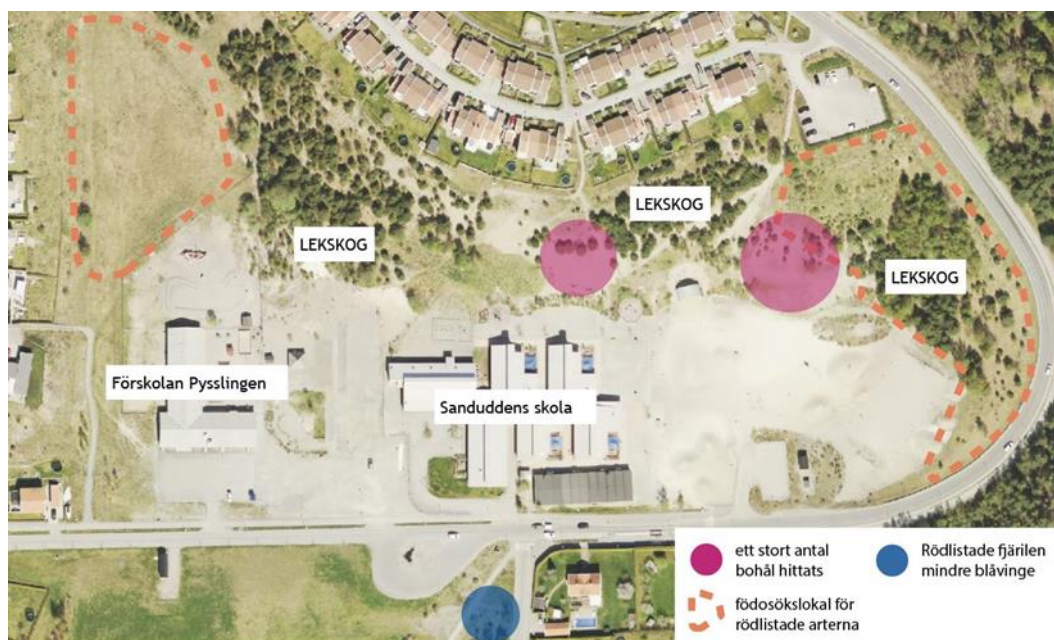 LEKSKOG
LEKSKOG
LEKSKOG
Förskolan Pysslingen
Sanduddens skola
ett stort antal
bohål hittats
Rödlistade fjärilen
mindre blåvinge
födosökslokal för
rödlistade arterna